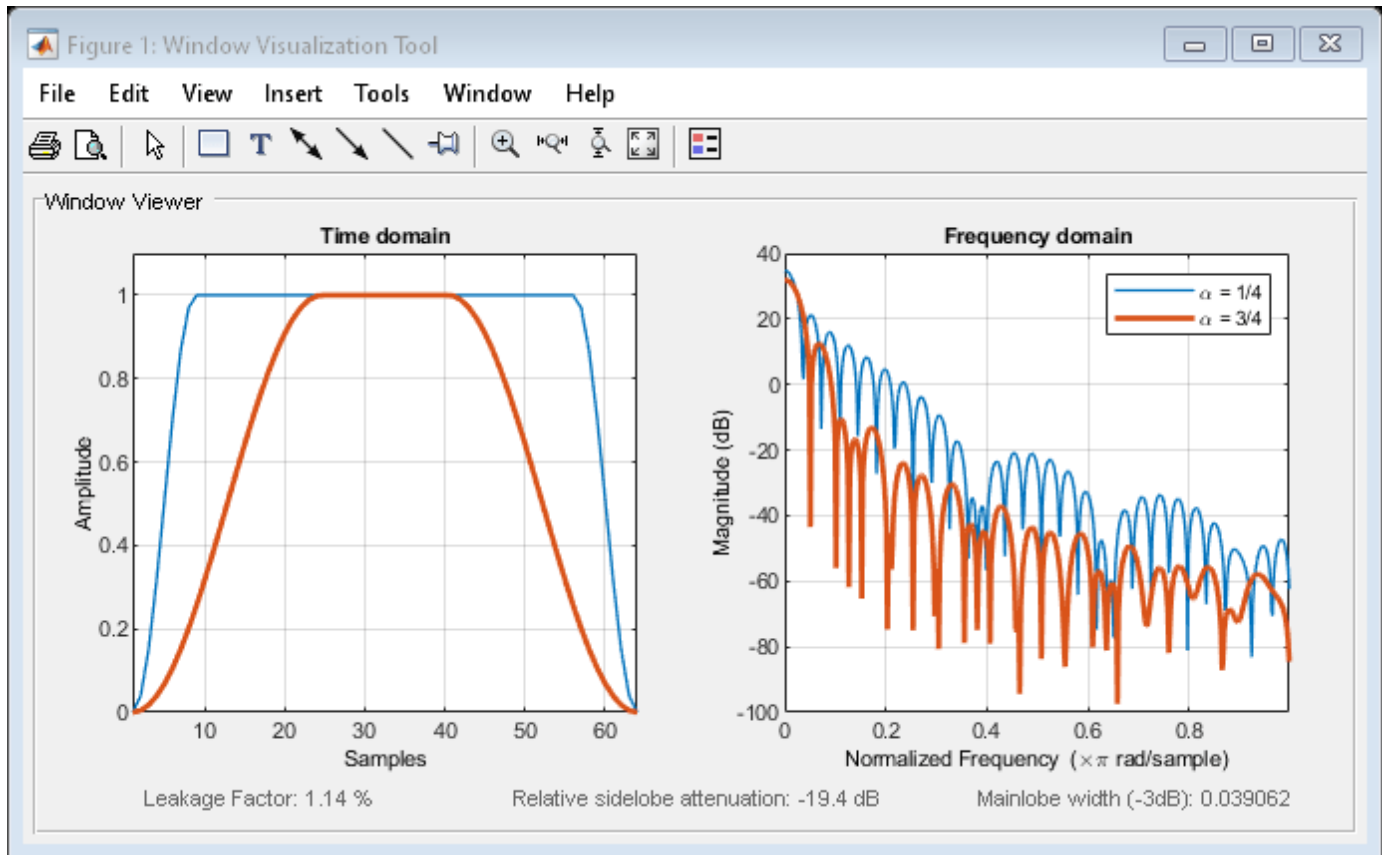 Figure 1: Window Visualization Tool
File Edit View Insert Tools Window Help
T
Window Viewer
Time domain
1
0.8
0.6
0.4
0.2
0
10 20 30 40 50 60
Amplitude
Samples
Frequency domain
α = 1/4
α = 3/4
40
20
0
-20
-40
-60
-80
-100
0 0.2 0.4 0.6 0.8
Magnitude (dB)
Normalized Frequency (×π rad/sample)
Leakage Factor: 1.14 % Relative sidelobe attenuation: -19.4 dB Mainlobe width (-3dB): 0.039062